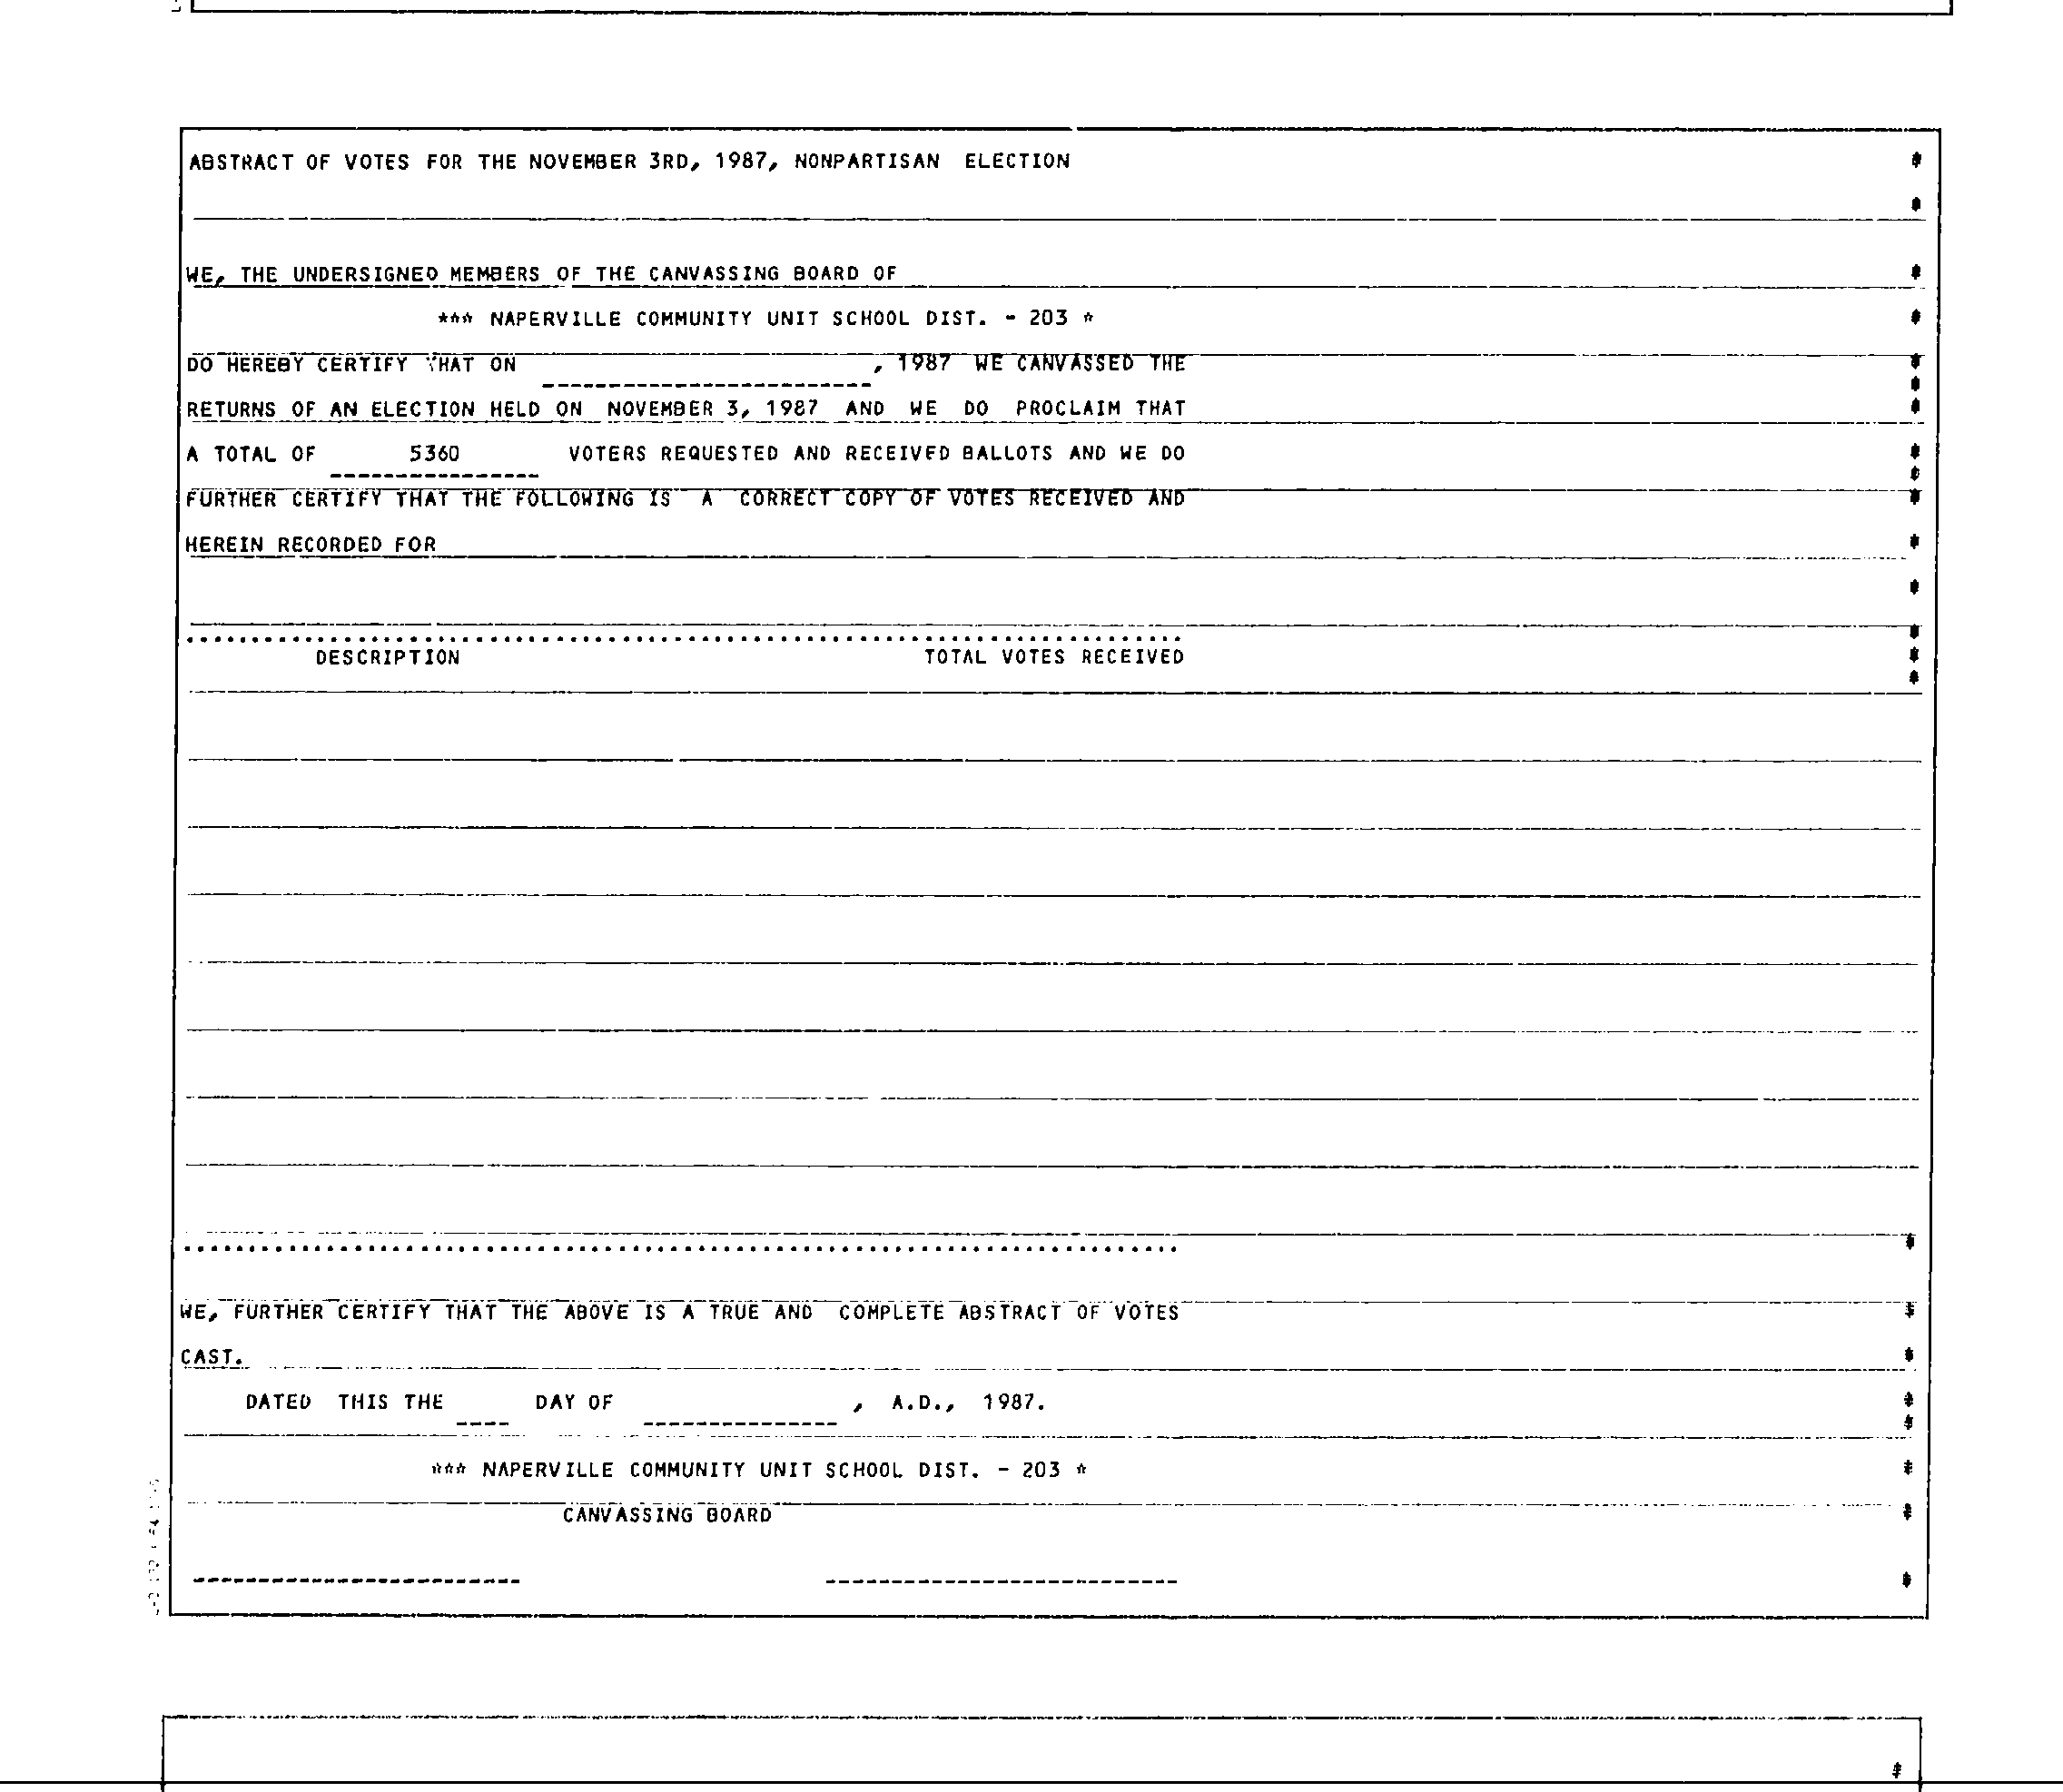 ABSTRACT OF VOTES FOR THE NOVEMBER 3RD, 1987, NONPARTISAN ELECTION
WE, THE UNDERSIGNED MEMBERS OF THE CANVASSING BOARD OF
*** NAPERVILLE COMMUNITY UNIT SCHOOL DIST. - 203 *
DO HEREBY CERTIFY THAT ON , 1987 WE CANVASSED THE
RETURNS OF AN ELECTION HELD ON NOVEMBER 3, 1987 AND WE DO PROCLAIM THAT
A TOTAL OF 5360 VOTERS REQUESTED AND RECEIVED BALLOTS AND WE DO
FURTHER CERTIFY THAT THE FOLLOWING IS A CORRECT COPY OF VOTES RECEIVED AND
HEREIN RECORDED FOR
DESCRIPTION TOTAL VOTES RECEIVED
WE, FURTHER CERTIFY THAT THE ABOVE IS A TRUE AND COMPLETE ABSTRACT OF VOTES
CAST.
DATED THIS THE ____ DAY OF _______________ , A.D., 1987.
*** NAPERVILLE COMMUNITY UNIT SCHOOL DIST. - 203 *
CANVASSING BOARD